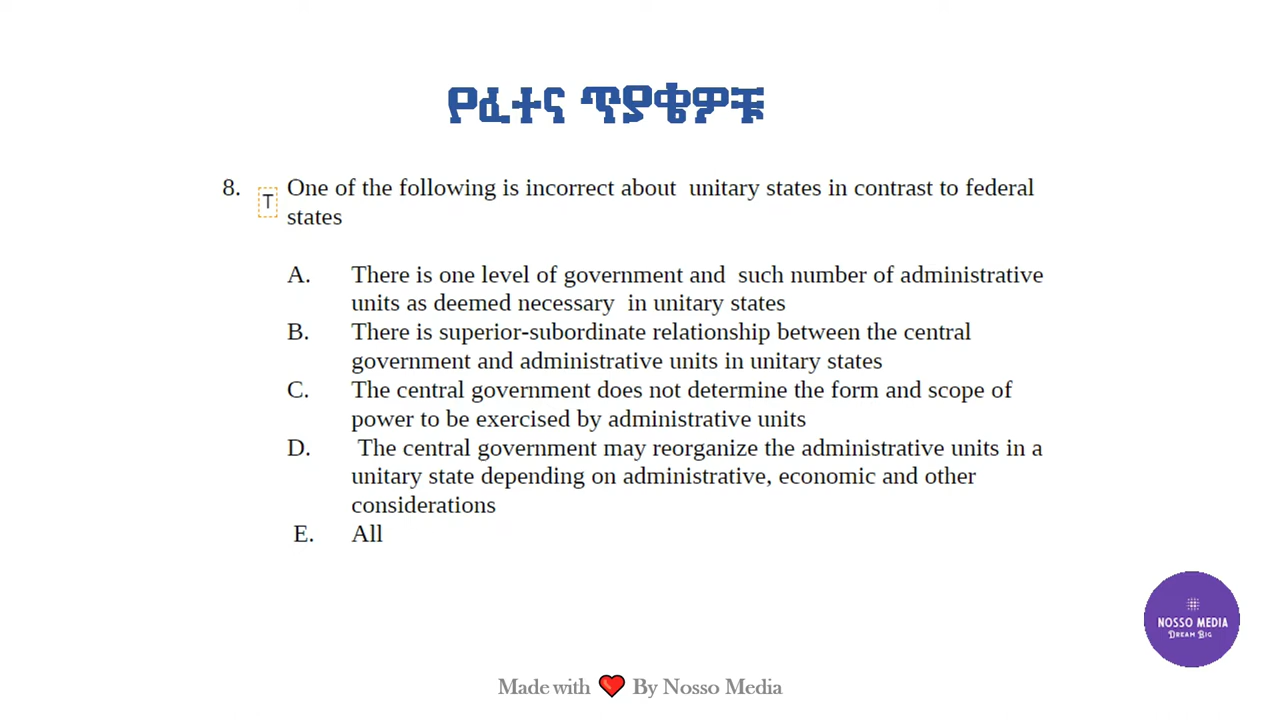 የፈተና ጥያቄዎቹ
8. T One of the following is incorrect about unitary states in contrast to federal
states
A. There is one level of government and such number of administrative
units as deemed necessary in unitary states
B. There is superior-subordinate relationship between the central
government and administrative units in unitary states
C. The central government does not determine the form and scope of
power to be exercised by administrative units
D. The central government may reorganize the administrative units in a
unitary state depending on administrative, economic and other
considerations
E. All
NOSSO MEDIA
DREAM BIG
Made with ❤ By Nosso Media